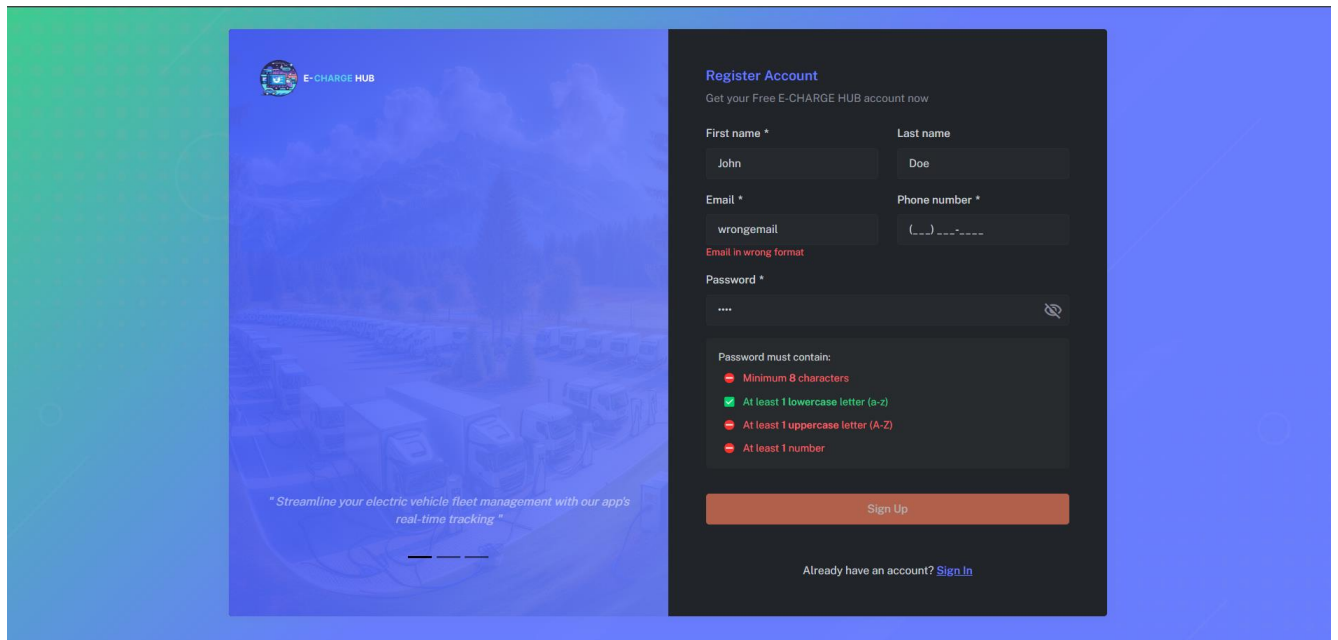 E-CHARGE HUB
" Streamline your electric vehicle fleet management with our app's
real-time tracking "
Register Account
Get your Free E-CHARGE HUB account now
First name * Last name
John Doe
Email * Phone number *
wrongemail (___) ___-____
Email in wrong format
Password *
••••
Password must contain:
Minimum 8 characters
At least 1 lowercase letter (a-z)
At least 1 uppercase letter (A-Z)
At least 1 number
Sign Up
Already have an account? Sign In